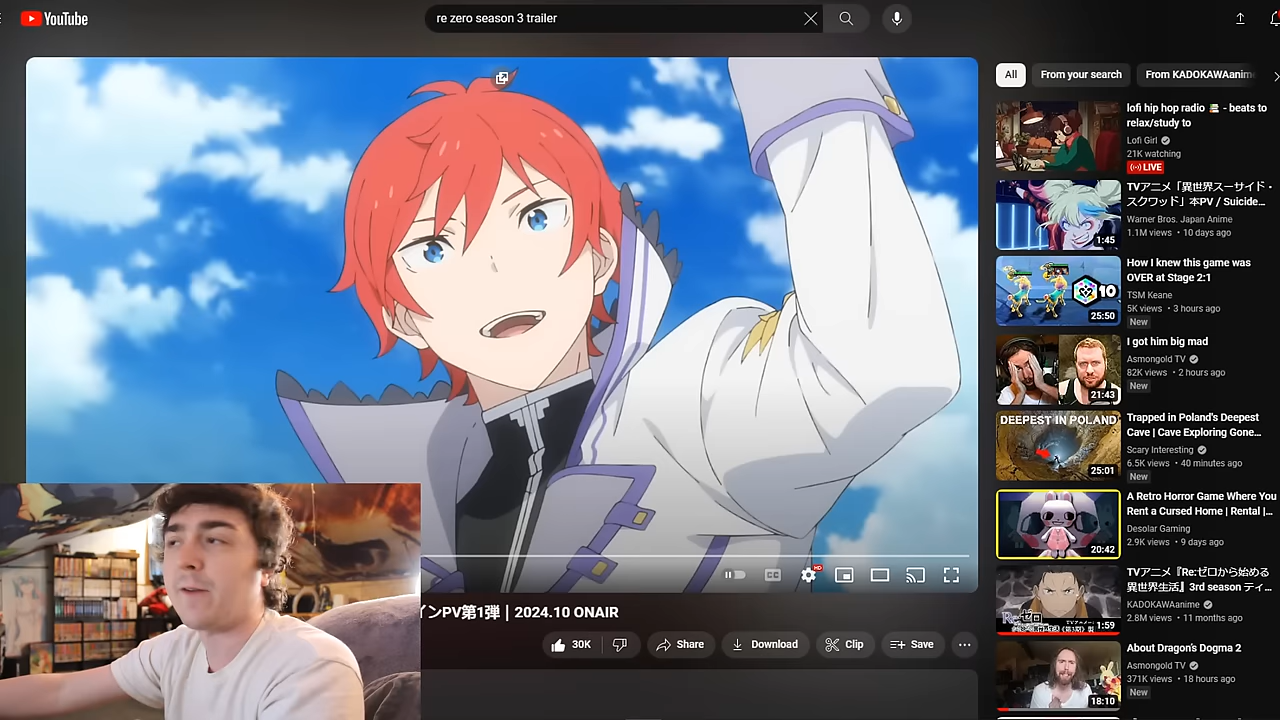 YouTube
re zero season 3 trailer
All
From your search
From KADOKAWAanim
lofi hip hop radio 📚 - beats to
relax/study to
Lofi Girl
21K watching
LIVE
TVアニメ「異世界スーサイド・
スクワッド」本PV / Suicide...
Warner Bros. Japan Anime
1.1M views • 10 days ago
1:45
How I knew this game was
OVER at Stage 2:1
TSM Keane
5K views • 3 hours ago
New
10
25:50
I got him big mad
Asmongold TV
82K views • 2 hours ago
New
21:43
DEEPEST IN POLAND
Trapped in Poland's Deepest
Cave | Cave Exploring Gone...
Scary Interesting
6.5K views • 40 minutes ago
New
25:01
A Retro Horror Game Where You
Rent a Cursed Home | Rental |...
Desolar Gaming
2.9K views • 9 days ago
20:42
TVアニメ『Re:ゼロから始める
異世界生活』3rd season ティ...
KADOKAWAanime
2.8M views • 11 months ago
1:59
About Dragon's Dogma 2
Asmongold TV
371K views • 18 hours ago
New
18:10
CC
HD
インPV第1弾｜2024.10 ONAIR
30K
Share
Download
Clip
Save